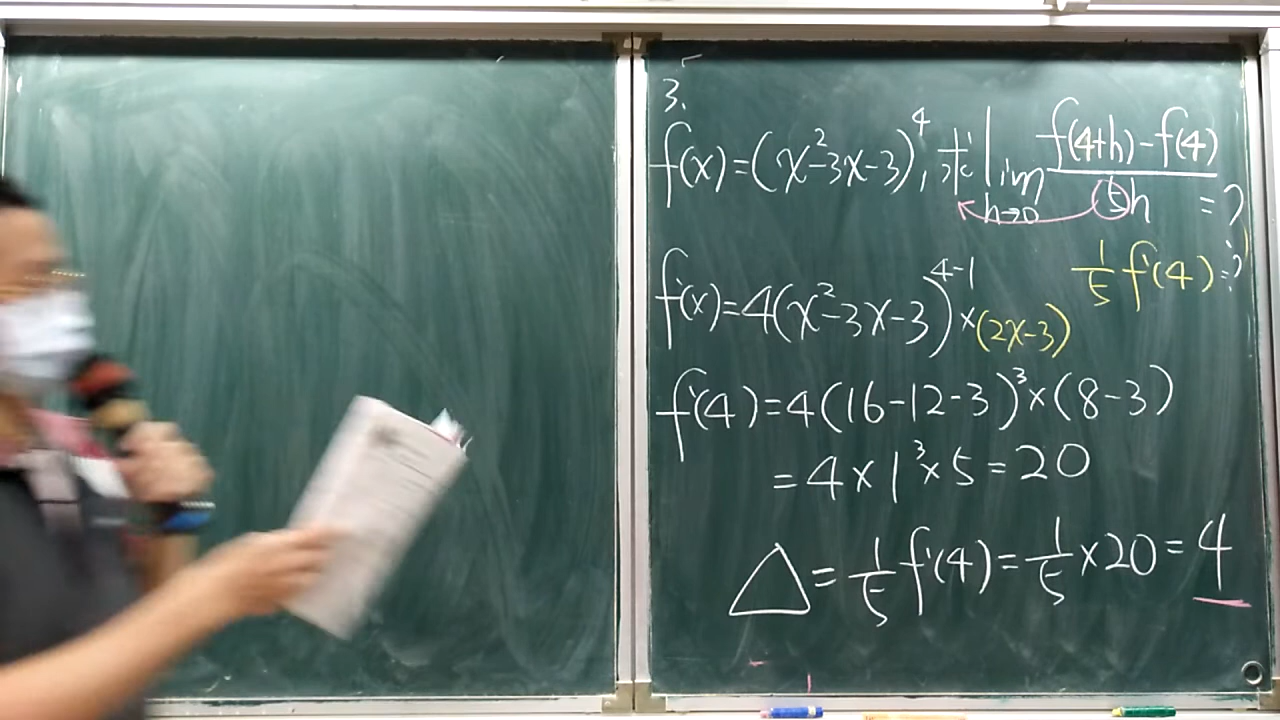 3.
f(x)=(x²-3x-3)⁴, 求 lim h→0 f(4+h)-f(4) / 5h =?
1/5 f'(4)=?
f'(x)=4(x²-3x-3)⁴⁻¹×(2x-3)
f'(4)=4(16-12-3)³×(8-3)
=4×1³×5=20
△=1/5 f'(4)=1/5×20=4